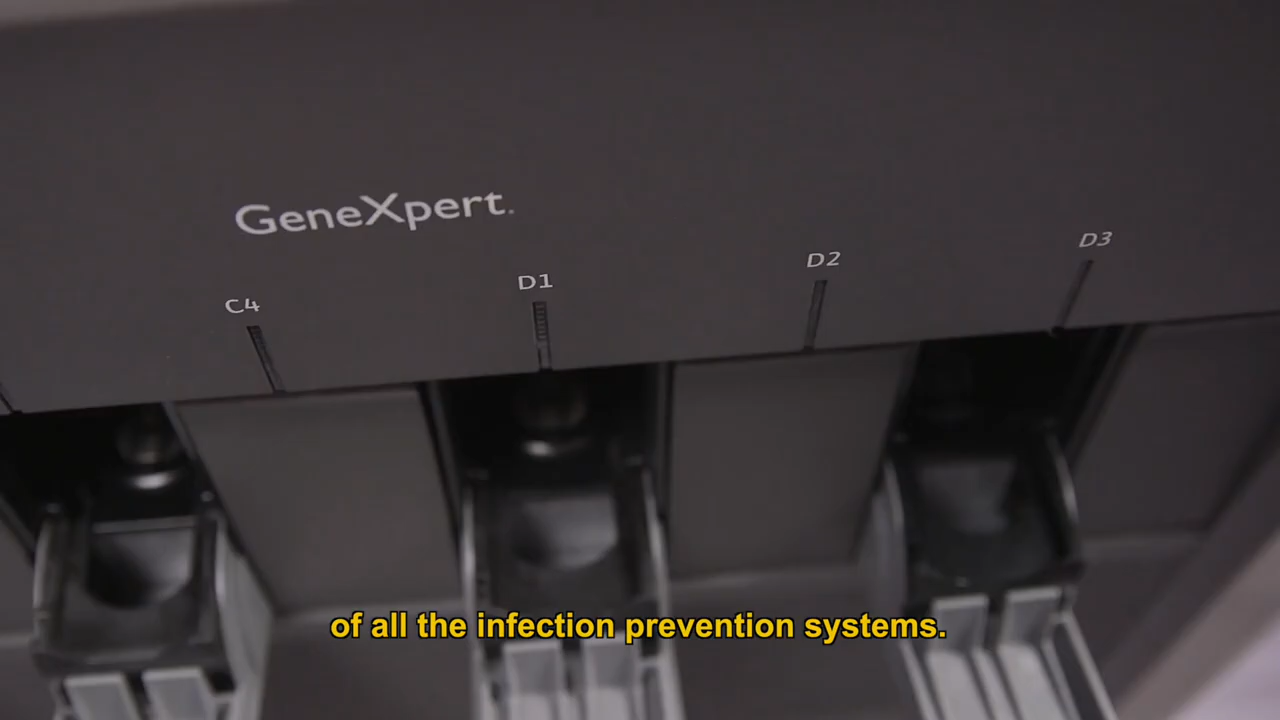 GeneXpert.
C4
D1
D2
D3
of all the infection prevention systems.